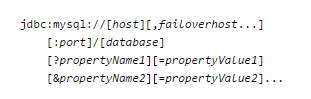 jdbc:mysql://[host][,failoverhost...]
[:port]/[database]
[?propertyName1][=propertyValue1]
[&propertyName2][=propertyValue2]...